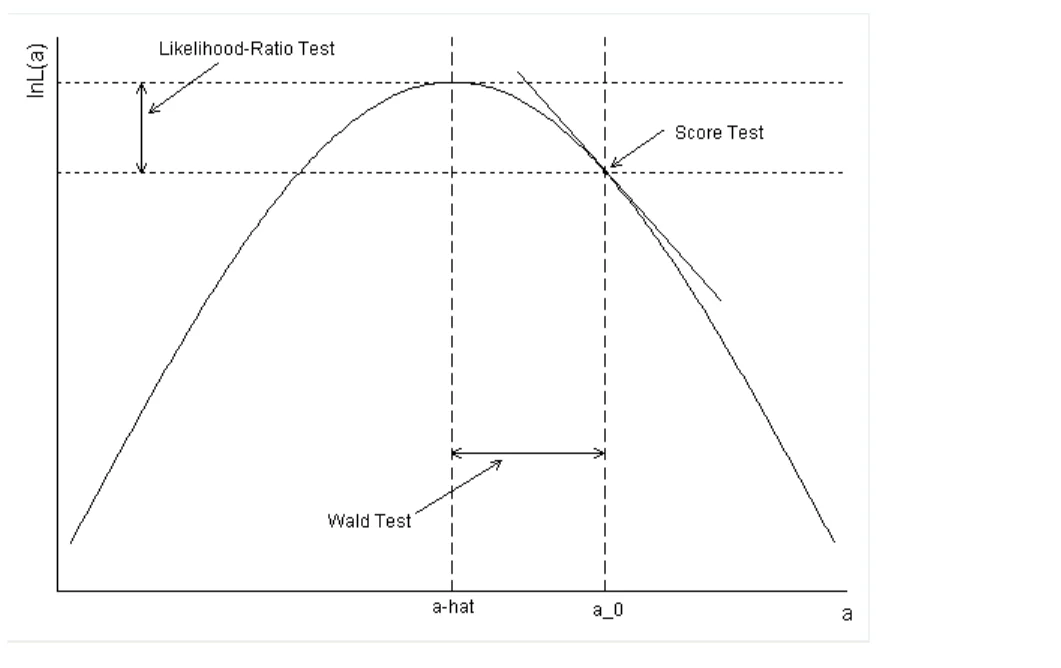 lnL(a)
Likelihood-Ratio Test
Score Test
Wald Test
a-hat
a_0
a